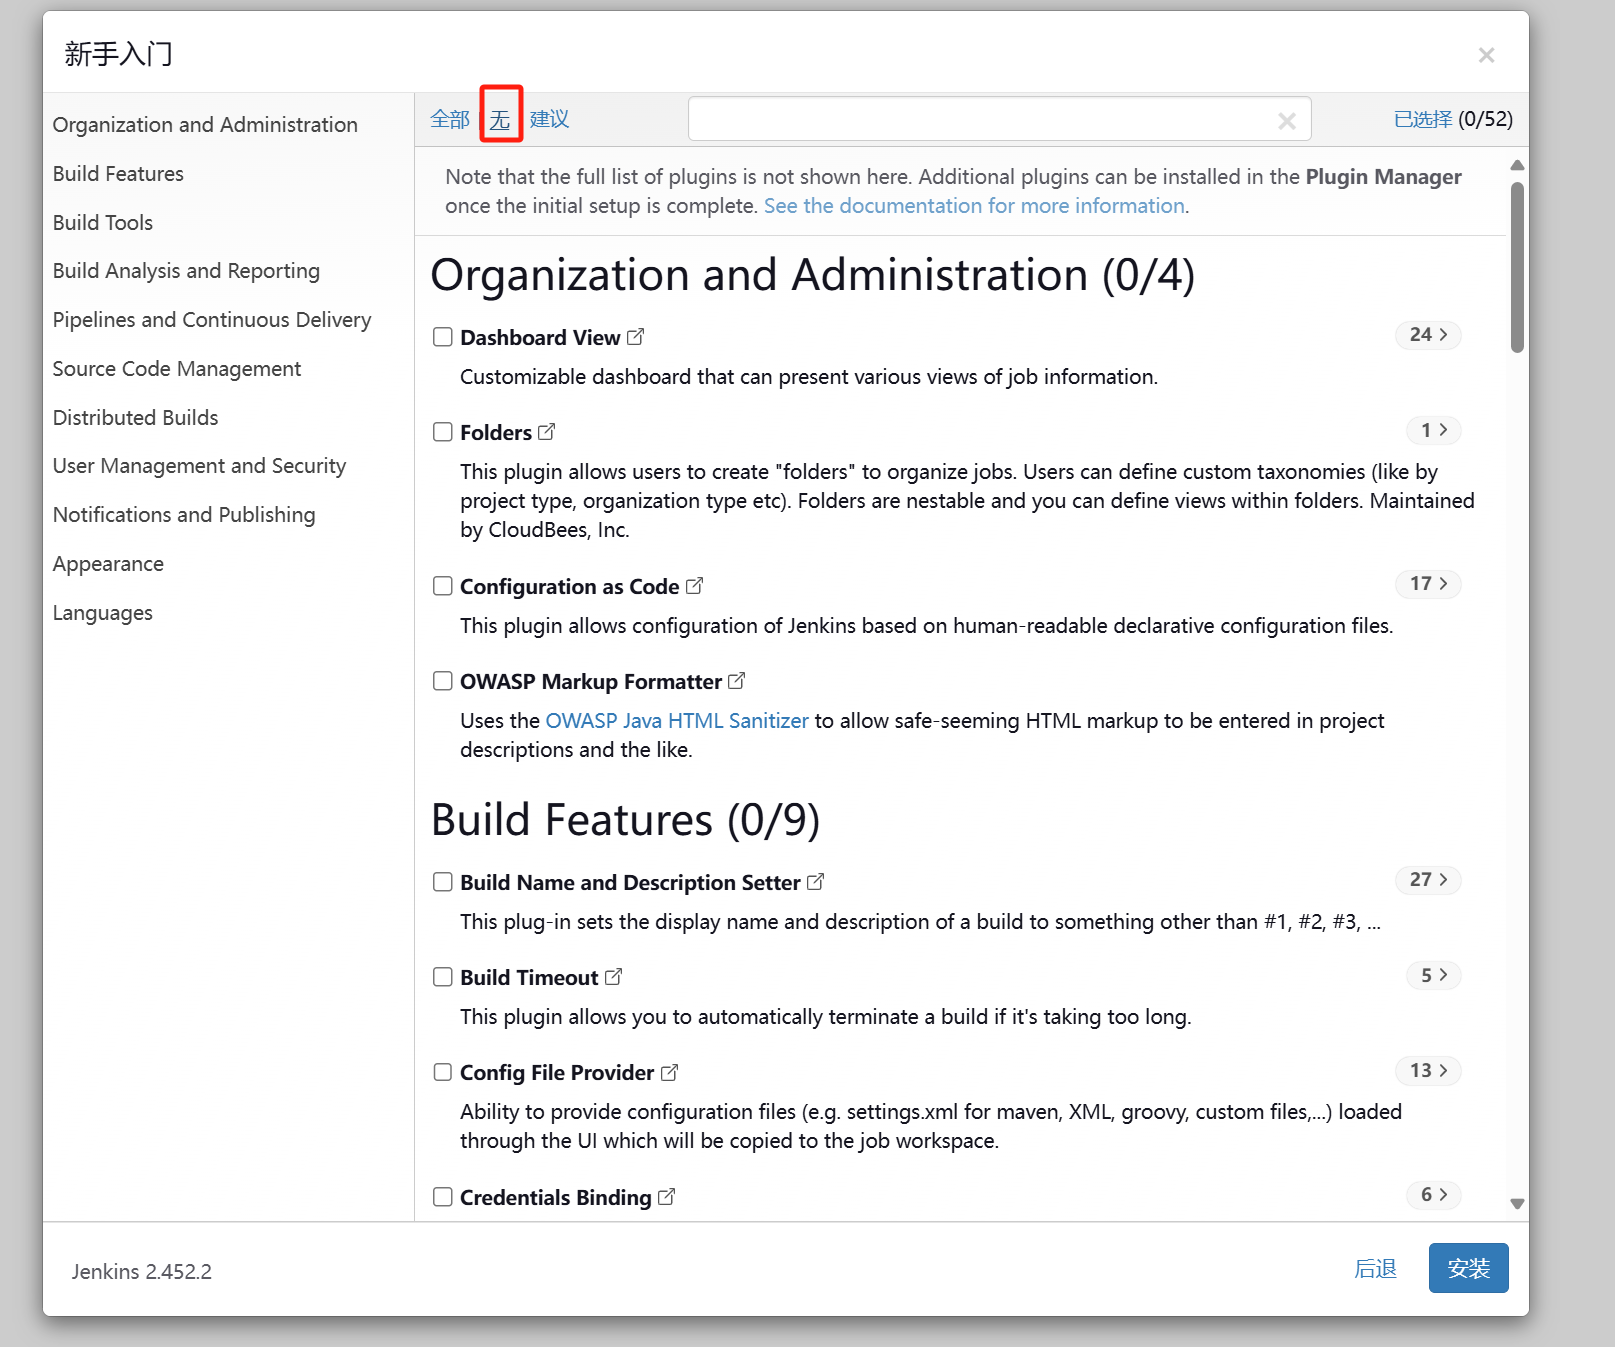 新手入门
×
Organization and Administration
Build Features
Build Tools
Build Analysis and Reporting
Pipelines and Continuous Delivery
Source Code Management
Distributed Builds
User Management and Security
Notifications and Publishing
Appearance
Languages
全部 无 建议
已选择 (0/52)
Note that the full list of plugins is not shown here. Additional plugins can be installed in the Plugin Manager
once the initial setup is complete. See the documentation for more information.
Organization and Administration (0/4)
Dashboard View 24 >
Customizable dashboard that can present various views of job information.
Folders 1 >
This plugin allows users to create "folders" to organize jobs. Users can define custom taxonomies (like by
project type, organization type etc). Folders are nestable and you can define views within folders. Maintained
by CloudBees, Inc.
Configuration as Code 17 >
This plugin allows configuration of Jenkins based on human-readable declarative configuration files.
OWASP Markup Formatter
Uses the OWASP Java HTML Sanitizer to allow safe-seeming HTML markup to be entered in project
descriptions and the like.
Build Features (0/9)
Build Name and Description Setter 27 >
This plug-in sets the display name and description of a build to something other than #1, #2, #3, ...
Build Timeout 5 >
This plugin allows you to automatically terminate a build if it's taking too long.
Config File Provider 13 >
Ability to provide configuration files (e.g. settings.xml for maven, XML, groovy, custom files,...) loaded
through the UI which will be copied to the job workspace.
Credentials Binding 6 >
Jenkins 2.452.2
后退 安装